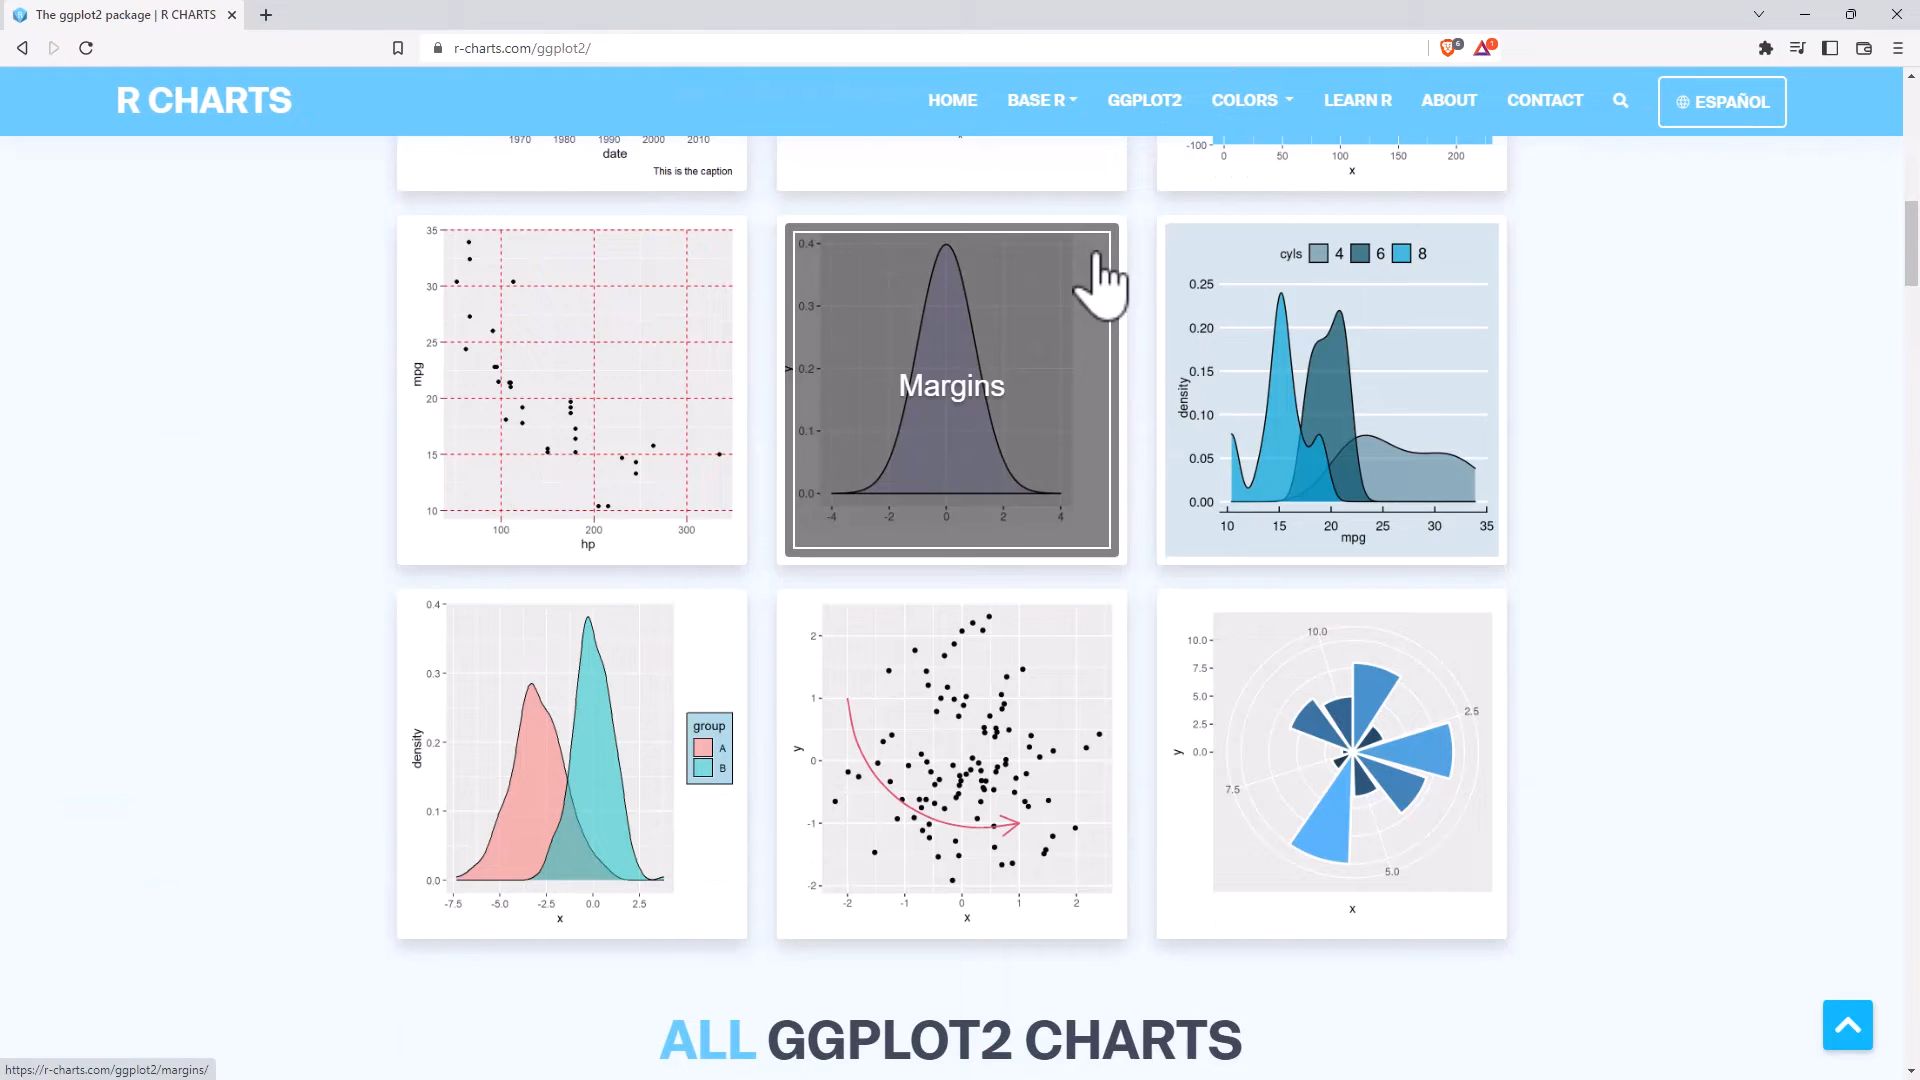 The ggplot2 package | R CHARTS
r-charts.com/ggplot2/
6
1
R CHARTS
HOME BASE R GGPLOT2 COLORS LEARN R ABOUT CONTACT ESPAÑOL
1970 1980 1990 2000 2010
date
This is the caption
-100
0 50 100 150 200
x
35
30
25
20
15
10
mpg
100 200 300
hp
0.4
0.3
0.2
0.1
0.0
y
Margins
-4 -2 0 2 4
cyls 4 6 8
0.25
0.20
0.15
0.10
0.05
0.00
density
10 15 20 25 30 35
mpg
0.4
0.3
0.2
0.1
0.0
density
group
A
B
-7.5 -5.0 -2.5 0.0 2.5
x
2
1
0
-1
-2
y
-2 -1 0 1 2
x
10.0
7.5
5.0
2.5
0.0
y
10.0
2.5
7.5
5.0
x
ALL GGPLOT2 CHARTS
https://r-charts.com/ggplot2/margins/